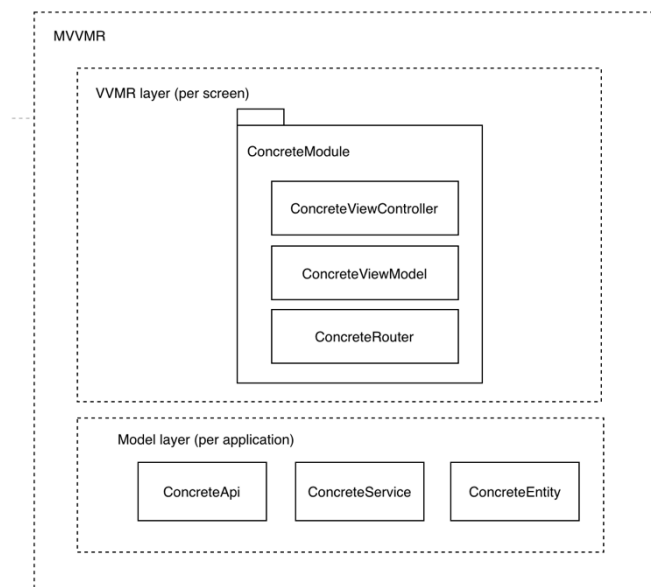 MVVMR
VVMR layer (per screen)
ConcreteModule
ConcreteViewController
ConcreteViewModel
ConcreteRouter
Model layer (per application)
ConcreteApi
ConcreteService
ConcreteEntity